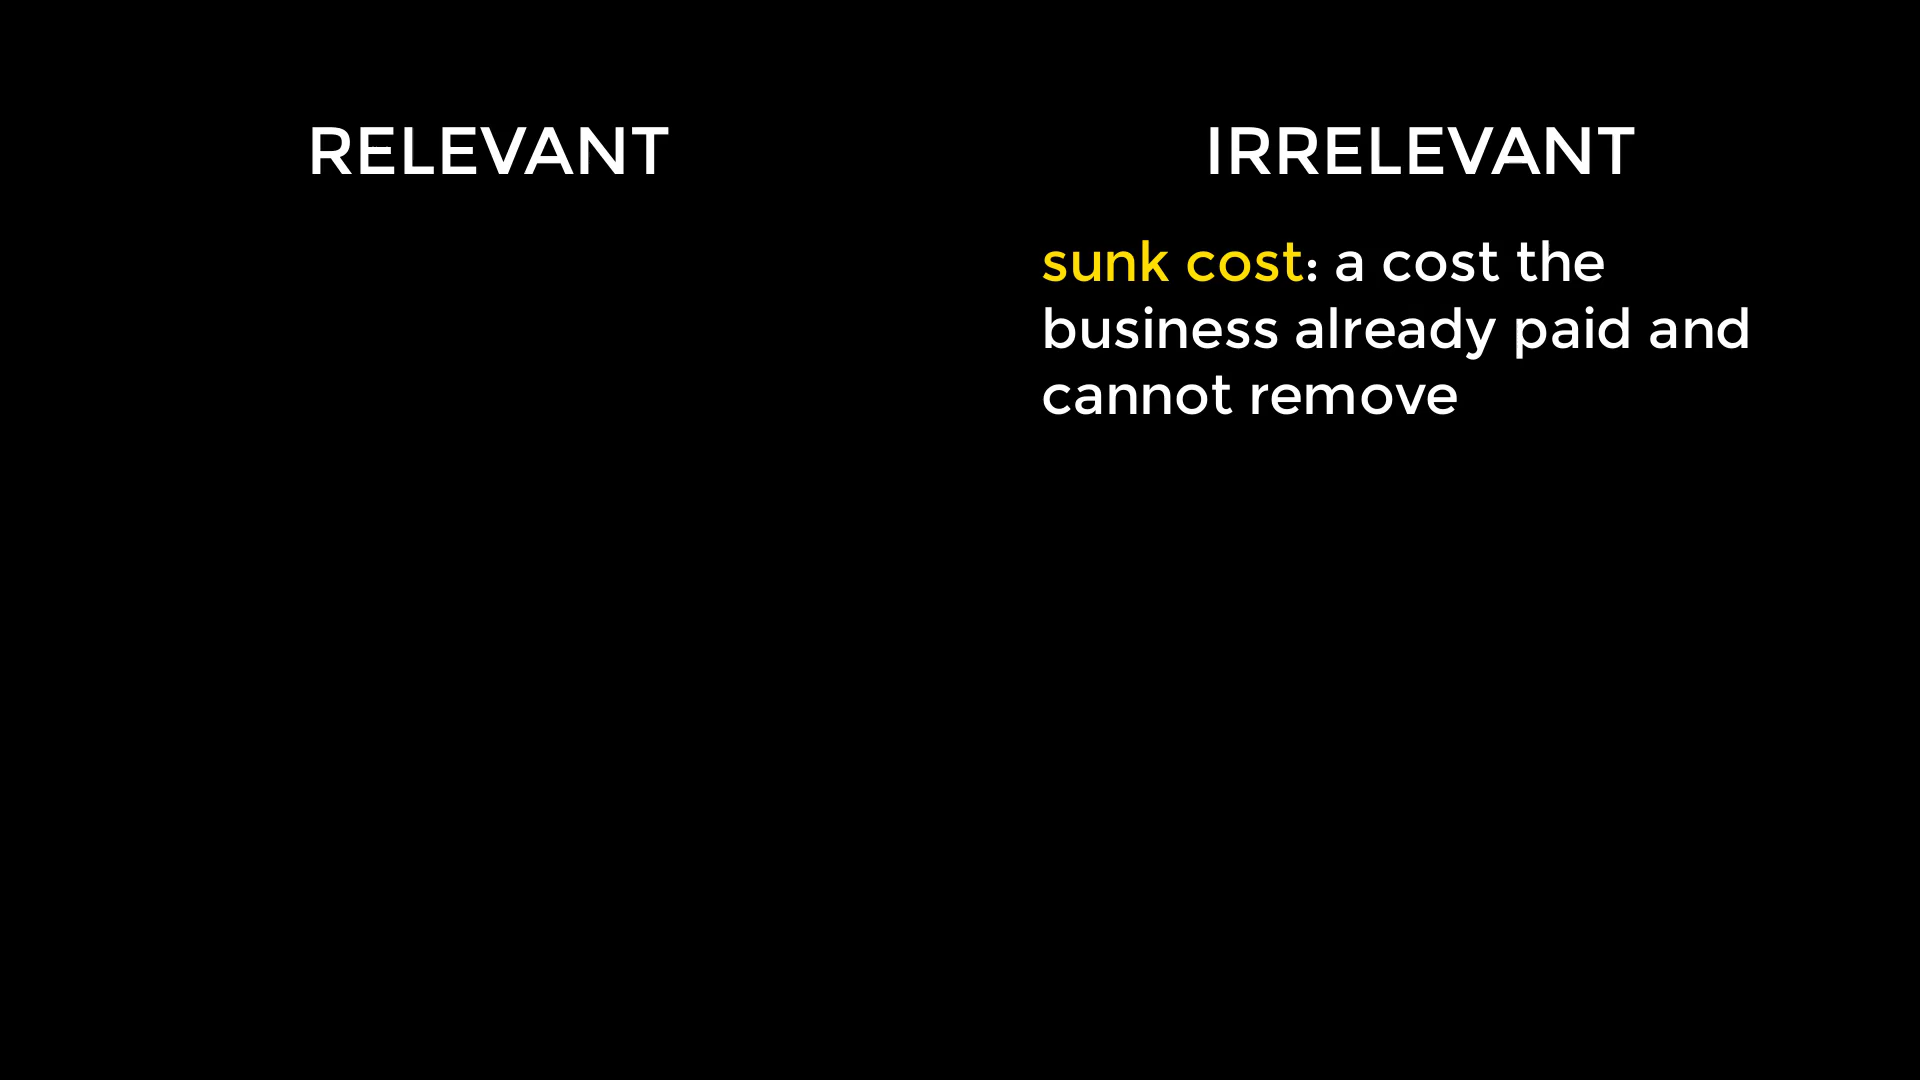 RELEVANT
IRRELEVANT
sunk cost: a cost the
business already paid and
cannot remove